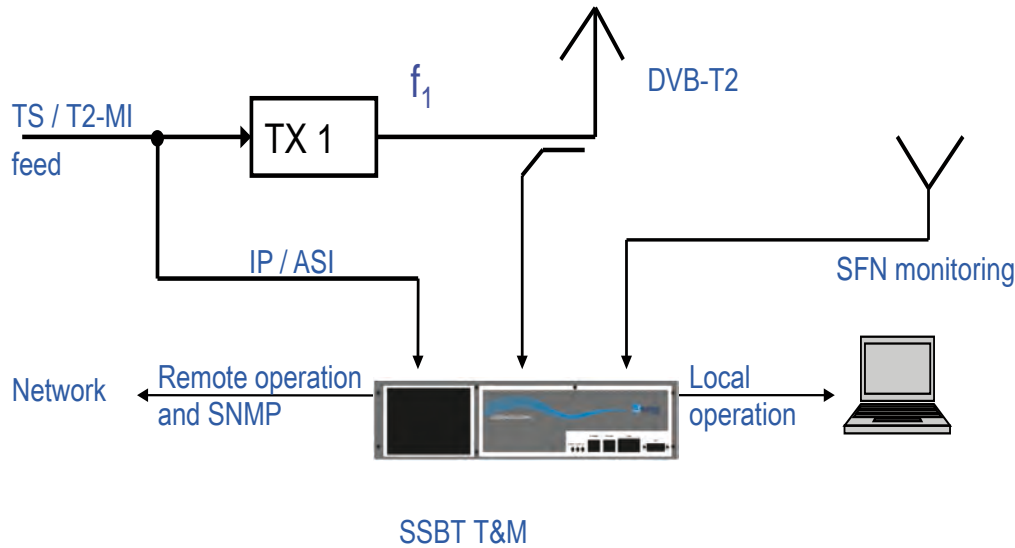 f1
DVB-T2
TS / T2-MI
feed
TX 1
IP / ASI
SFN monitoring
Network
Remote operation
and SNMP
Local
operation
SSBT T&M